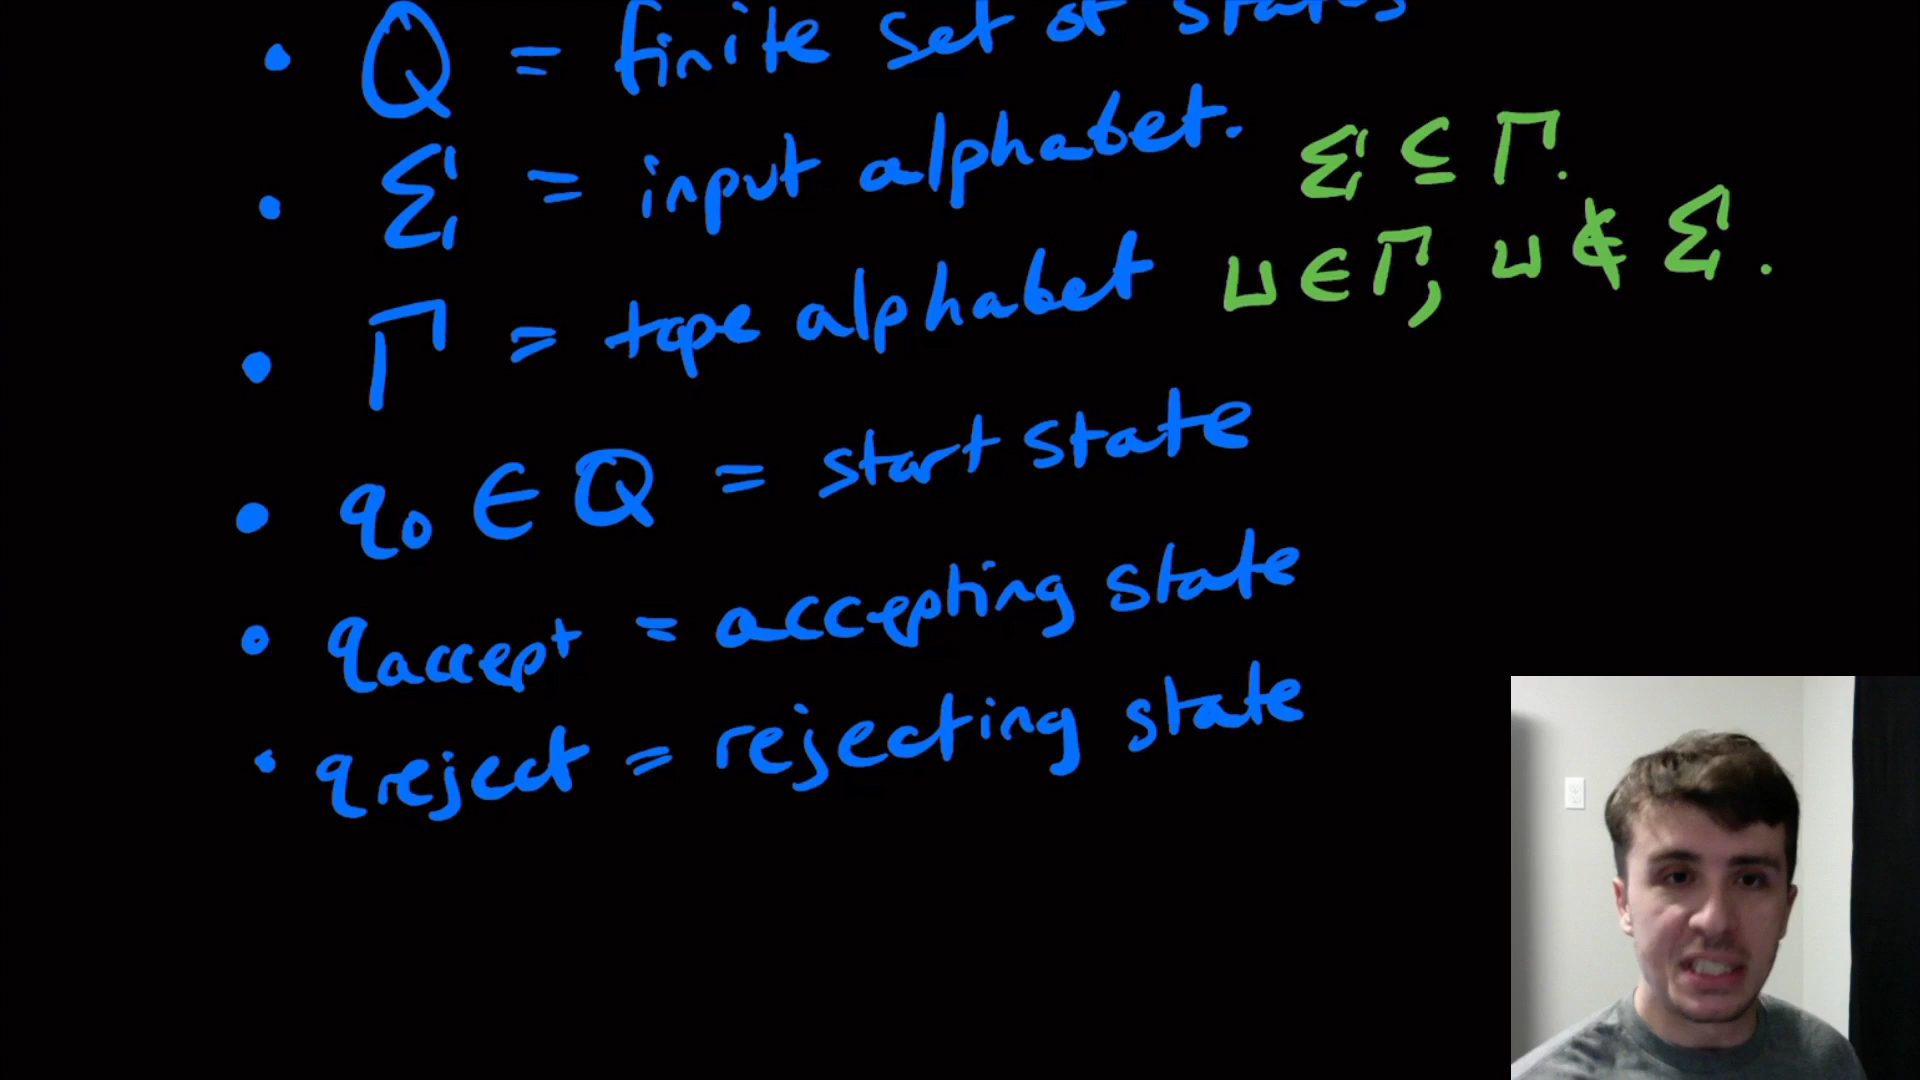 • Q = finite set of states
• Σ = input alphabet. Σ ⊆ Γ.
• Γ = tape alphabet ⊔ ∈ Γ, ⊔ ∉ Σ.
• q₀ ∈ Q = start state
• qaccept = accepting state
• qreject = rejecting state